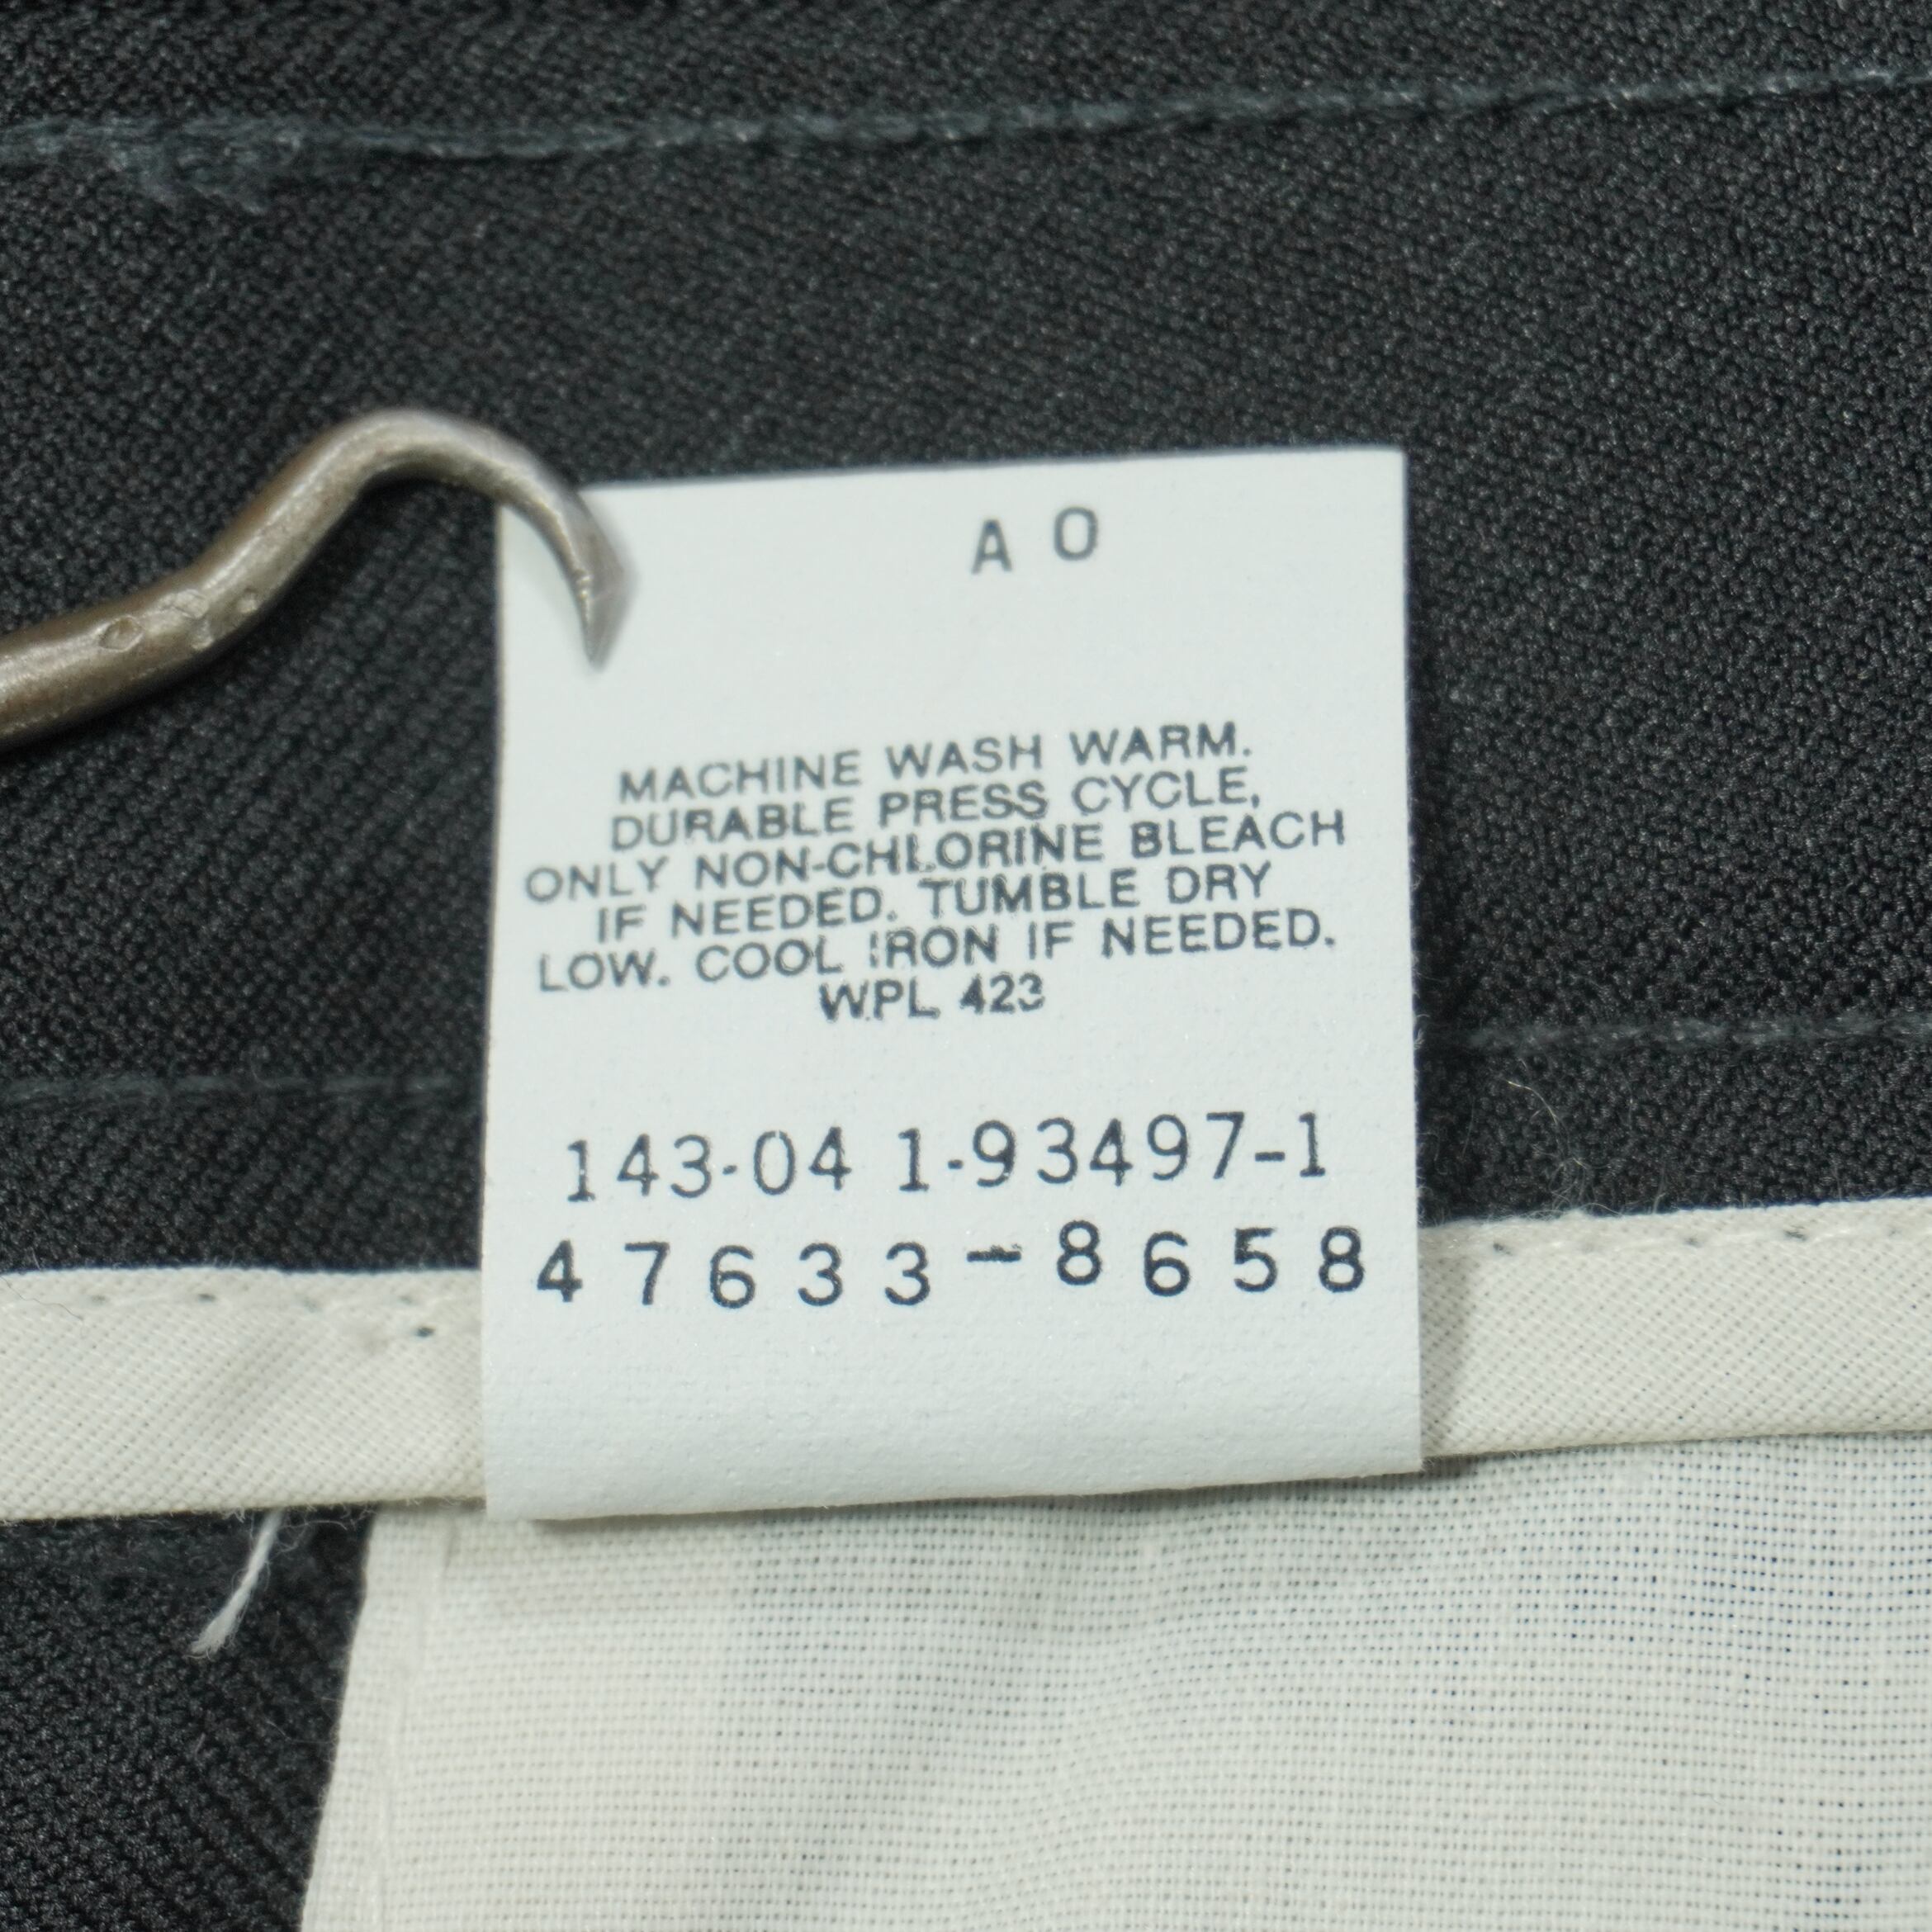 A O
MACHINE WASH WARM.
DURABLE PRESS CYCLE,
ONLY NON-CHLORINE BLEACH
IF NEEDED. TUMBLE DRY
LOW. COOL IRON IF NEEDED.
WPL 423
143-04 1-93497-1
47633-8658